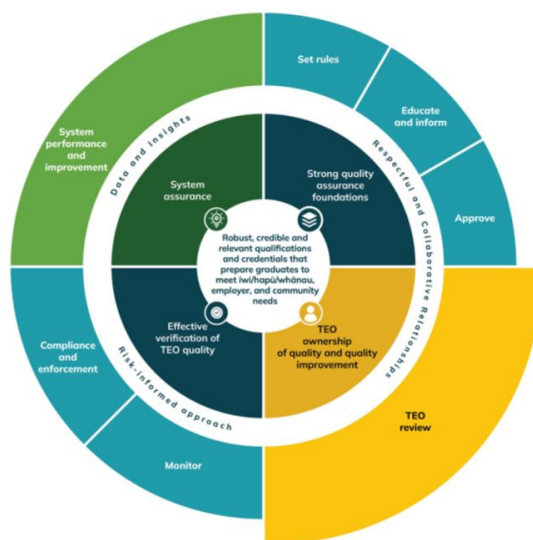 Set rules
Educate
and inform
Approve
System
performance
and
improvement
Data and Insights
Respectful and Collaborative Relationships
System
assurance
Strong quality
assurance
foundations
Robust, credible and
relevant qualifications
and credentials that
prepare graduates to
meet iwi/hapū/whānau,
employer, and community
needs
Effective
verification of
TEO quality
TEO
ownership
of quality and quality
improvement
Compliance
and
enforcement
Risk-informed approach
TEO
review
Monitor